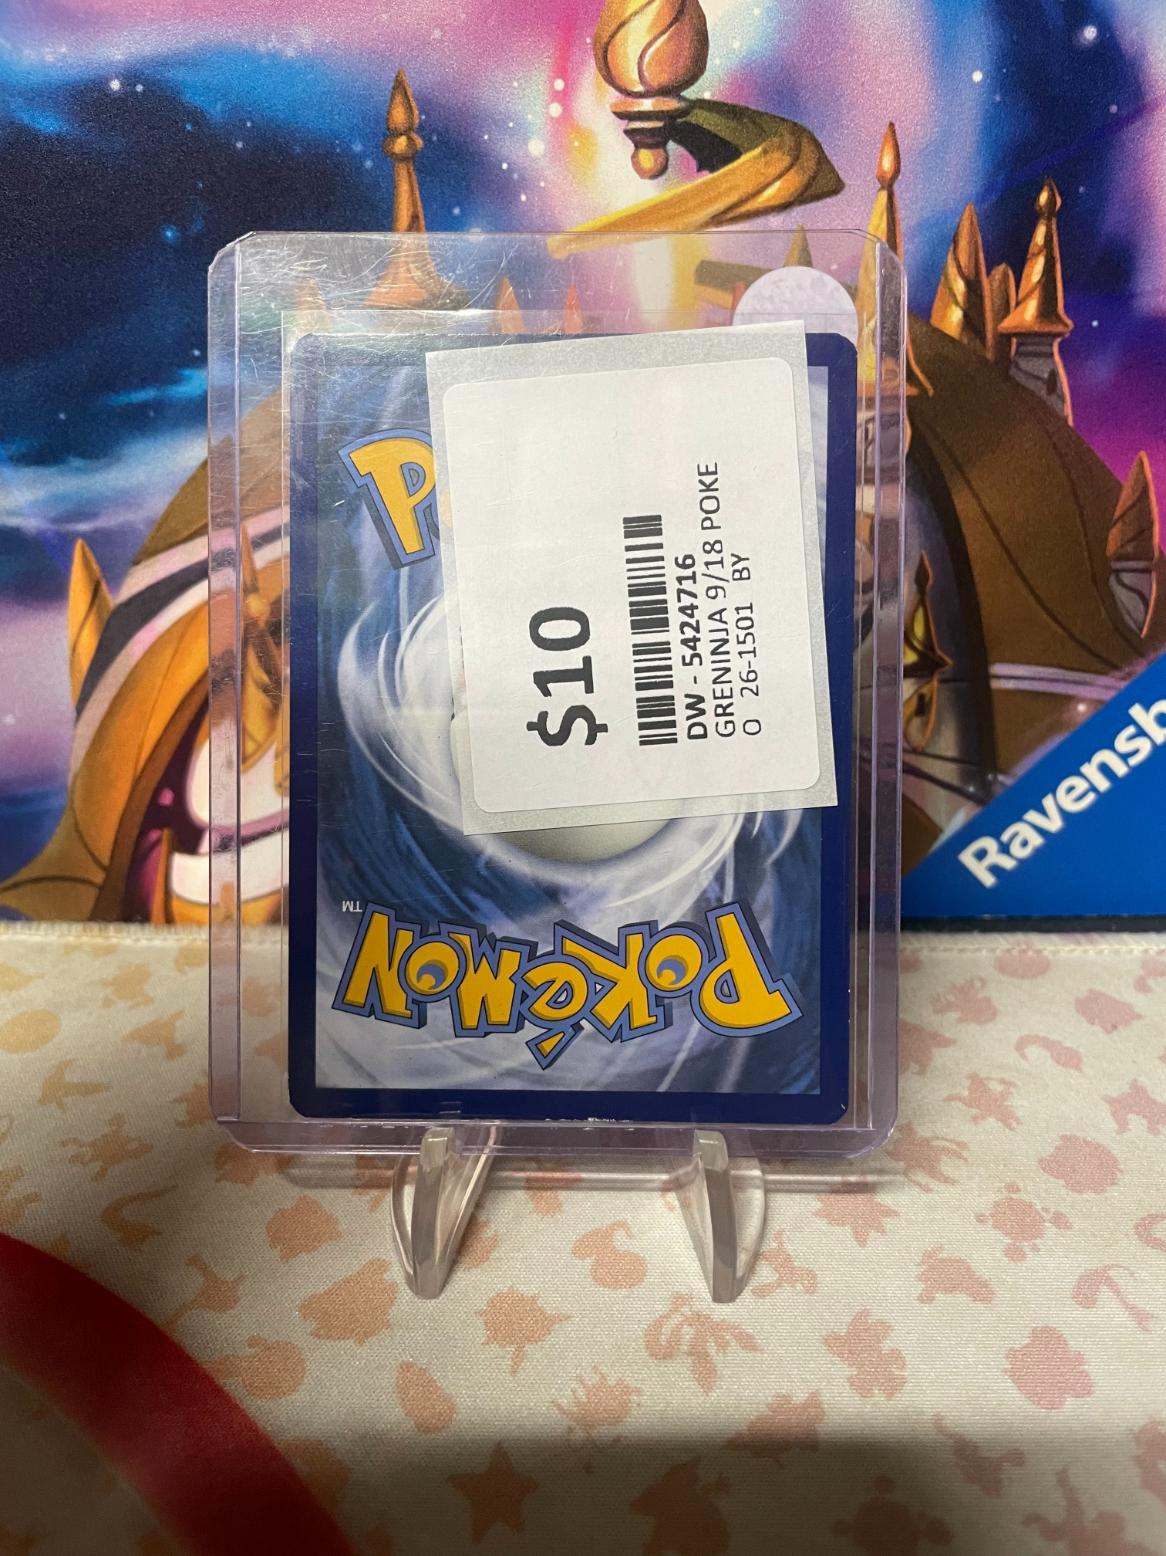 P
$10
DW - 5424716
GRENINJA 9/18 POKE
O 26-1501 BY
POKéMON
TM
Ravensb